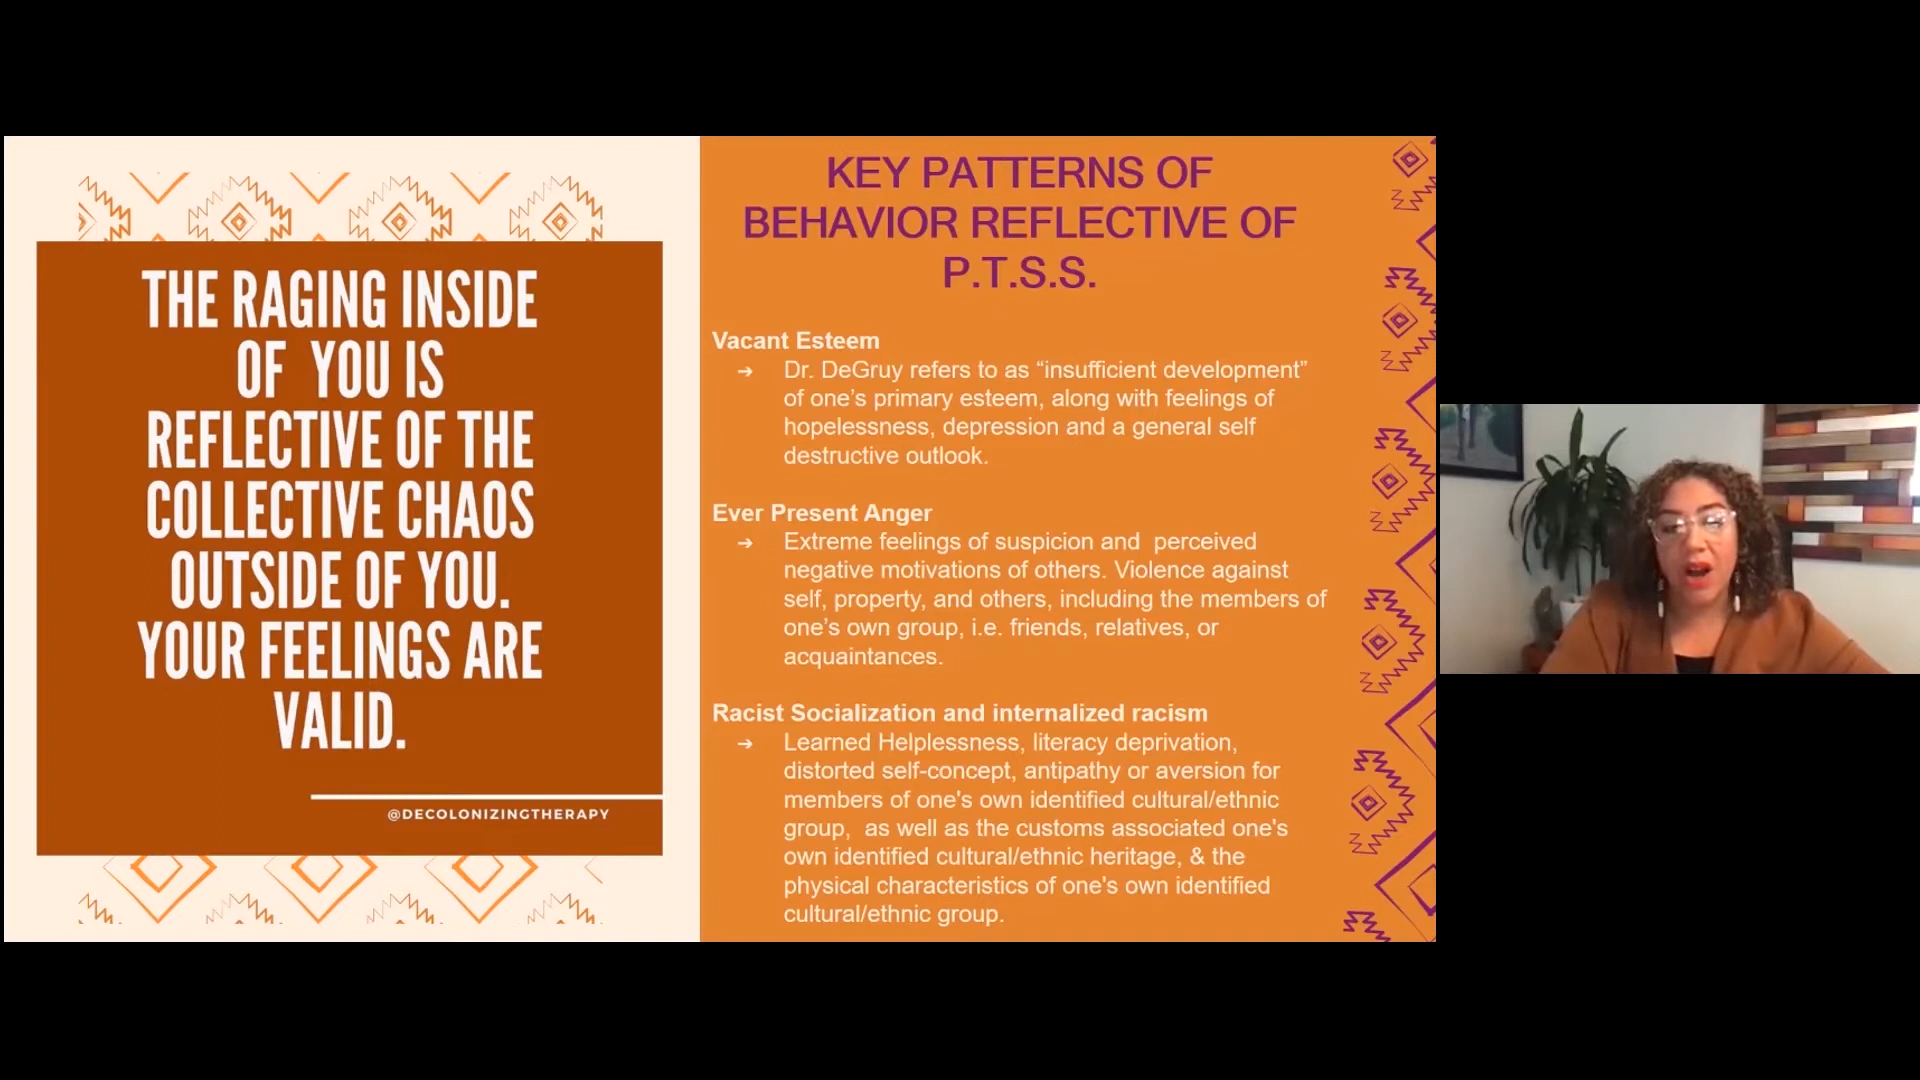 THE RAGING INSIDE
OF YOU IS
REFLECTIVE OF THE
COLLECTIVE CHAOS
OUTSIDE OF YOU.
YOUR FEELINGS ARE
VALID.
@DECOLONIZINGTHERAPY
KEY PATTERNS OF
BEHAVIOR REFLECTIVE OF
P.T.S.S.
Vacant Esteem
➔ Dr. DeGruy refers to as “insufficient development”
of one’s primary esteem, along with feelings of
hopelessness, depression and a general self
destructive outlook.
Ever Present Anger
➔ Extreme feelings of suspicion and perceived
negative motivations of others. Violence against
self, property, and others, including the members of
one’s own group, i.e. friends, relatives, or
acquaintances.
Racist Socialization and internalized racism
➔ Learned Helplessness, literacy deprivation,
distorted self-concept, antipathy or aversion for
members of one's own identified cultural/ethnic
group, as well as the customs associated one's
own identified cultural/ethnic heritage, & the
physical characteristics of one's own identified
cultural/ethnic group.